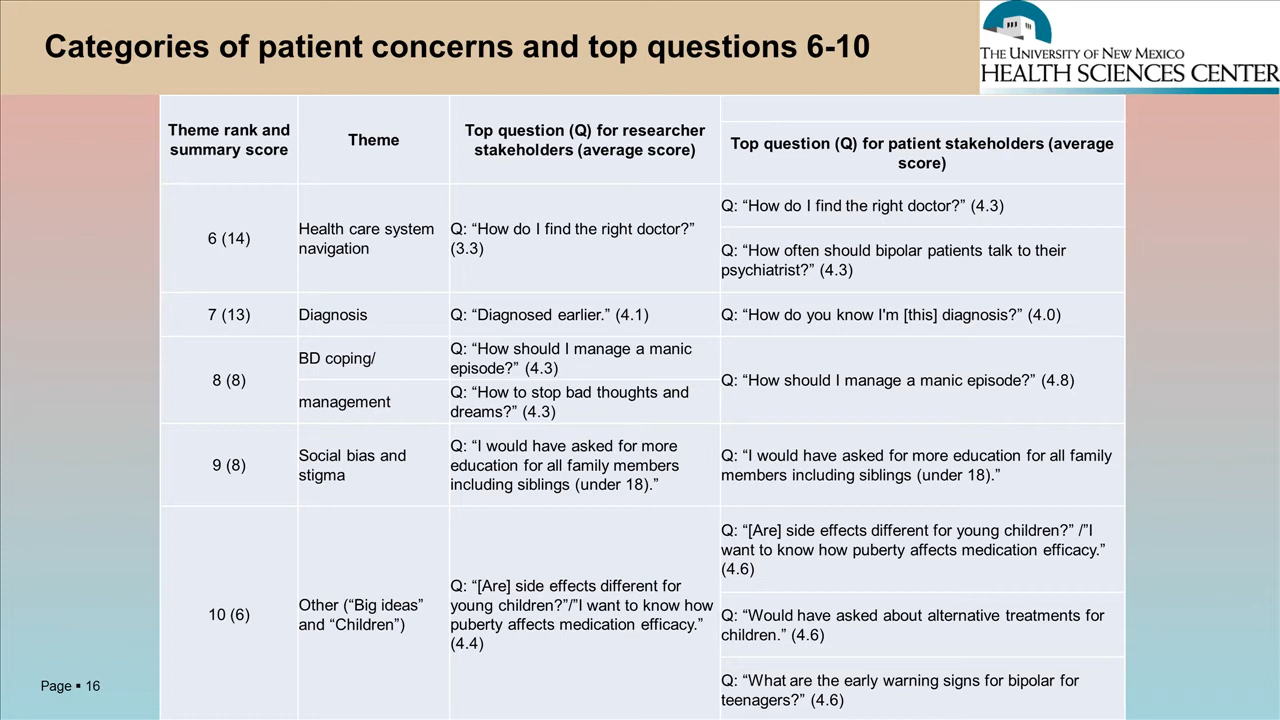 Categories of patient concerns and top questions 6-10
THE UNIVERSITY OF NEW MEXICO
HEALTH SCIENCES CENTER
Theme rank and
summary score
Theme
Top question (Q) for researcher
stakeholders (average score)
Top question (Q) for patient stakeholders (average
score)
6 (14)
Health care system
navigation
Q: “How do I find the right doctor?”
(3.3)
Q: “How do I find the right doctor?” (4.3)
Q: “How often should bipolar patients talk to their
psychiatrist?” (4.3)
7 (13)
Diagnosis
Q: “Diagnosed earlier.” (4.1)
Q: “How do you know I'm [this] diagnosis?” (4.0)
8 (8)
BD coping/
management
Q: “How should I manage a manic
episode?” (4.3)
Q: “How to stop bad thoughts and
dreams?” (4.3)
Q: “How should I manage a manic episode?” (4.8)
9 (8)
Social bias and
stigma
Q: “I would have asked for more
education for all family members
including siblings (under 18).”
Q: “I would have asked for more education for all family
members including siblings (under 18).”
10 (6)
Other (“Big ideas”
and “Children”)
Q: “[Are] side effects different for
young children?”/”I want to know how
puberty affects medication efficacy.”
(4.4)
Q: “[Are] side effects different for young children?” /”I
want to know how puberty affects medication efficacy.”
(4.6)
Q: “Would have asked about alternative treatments for
children.” (4.6)
Q: “What are the early warning signs for bipolar for
teenagers?” (4.6)
Page ▪ 16